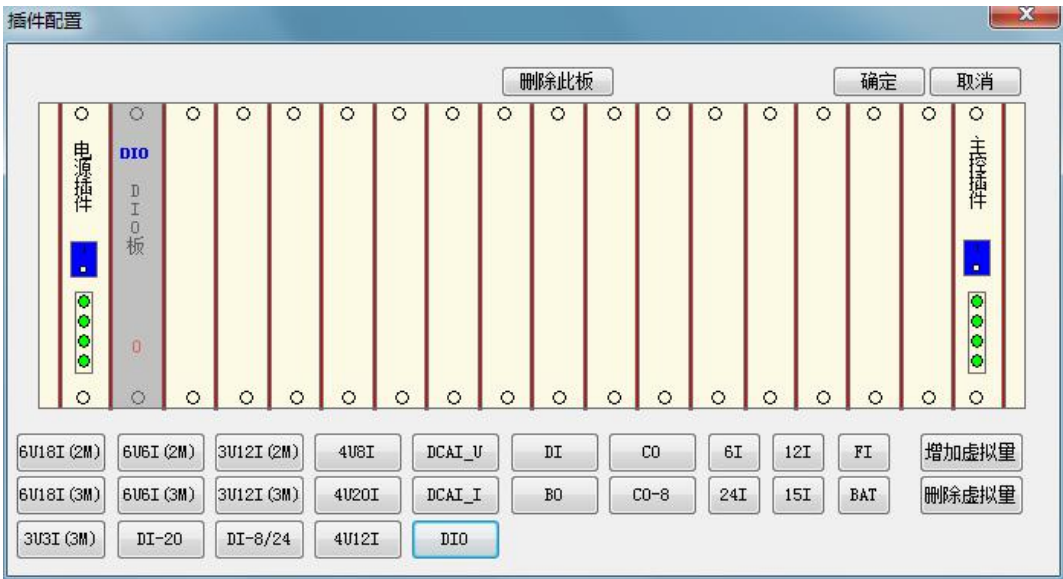 插件配置
删除此板 确定 取消
电源插件
DIO
DIO板
0
主控插件
6U18I(2M) 6U6I(2M) 3U12I(2M) 4U8I DCAI_U DI CO 6I 12I FI 增加虚拟量
6U18I(3M) 6U6I(3M) 3U12I(3M) 4U20I DCAI_I BO CO-8 24I 15I BAT 删除虚拟量
3U3I(3M) DI-20 DI-8/24 4U12I DIO